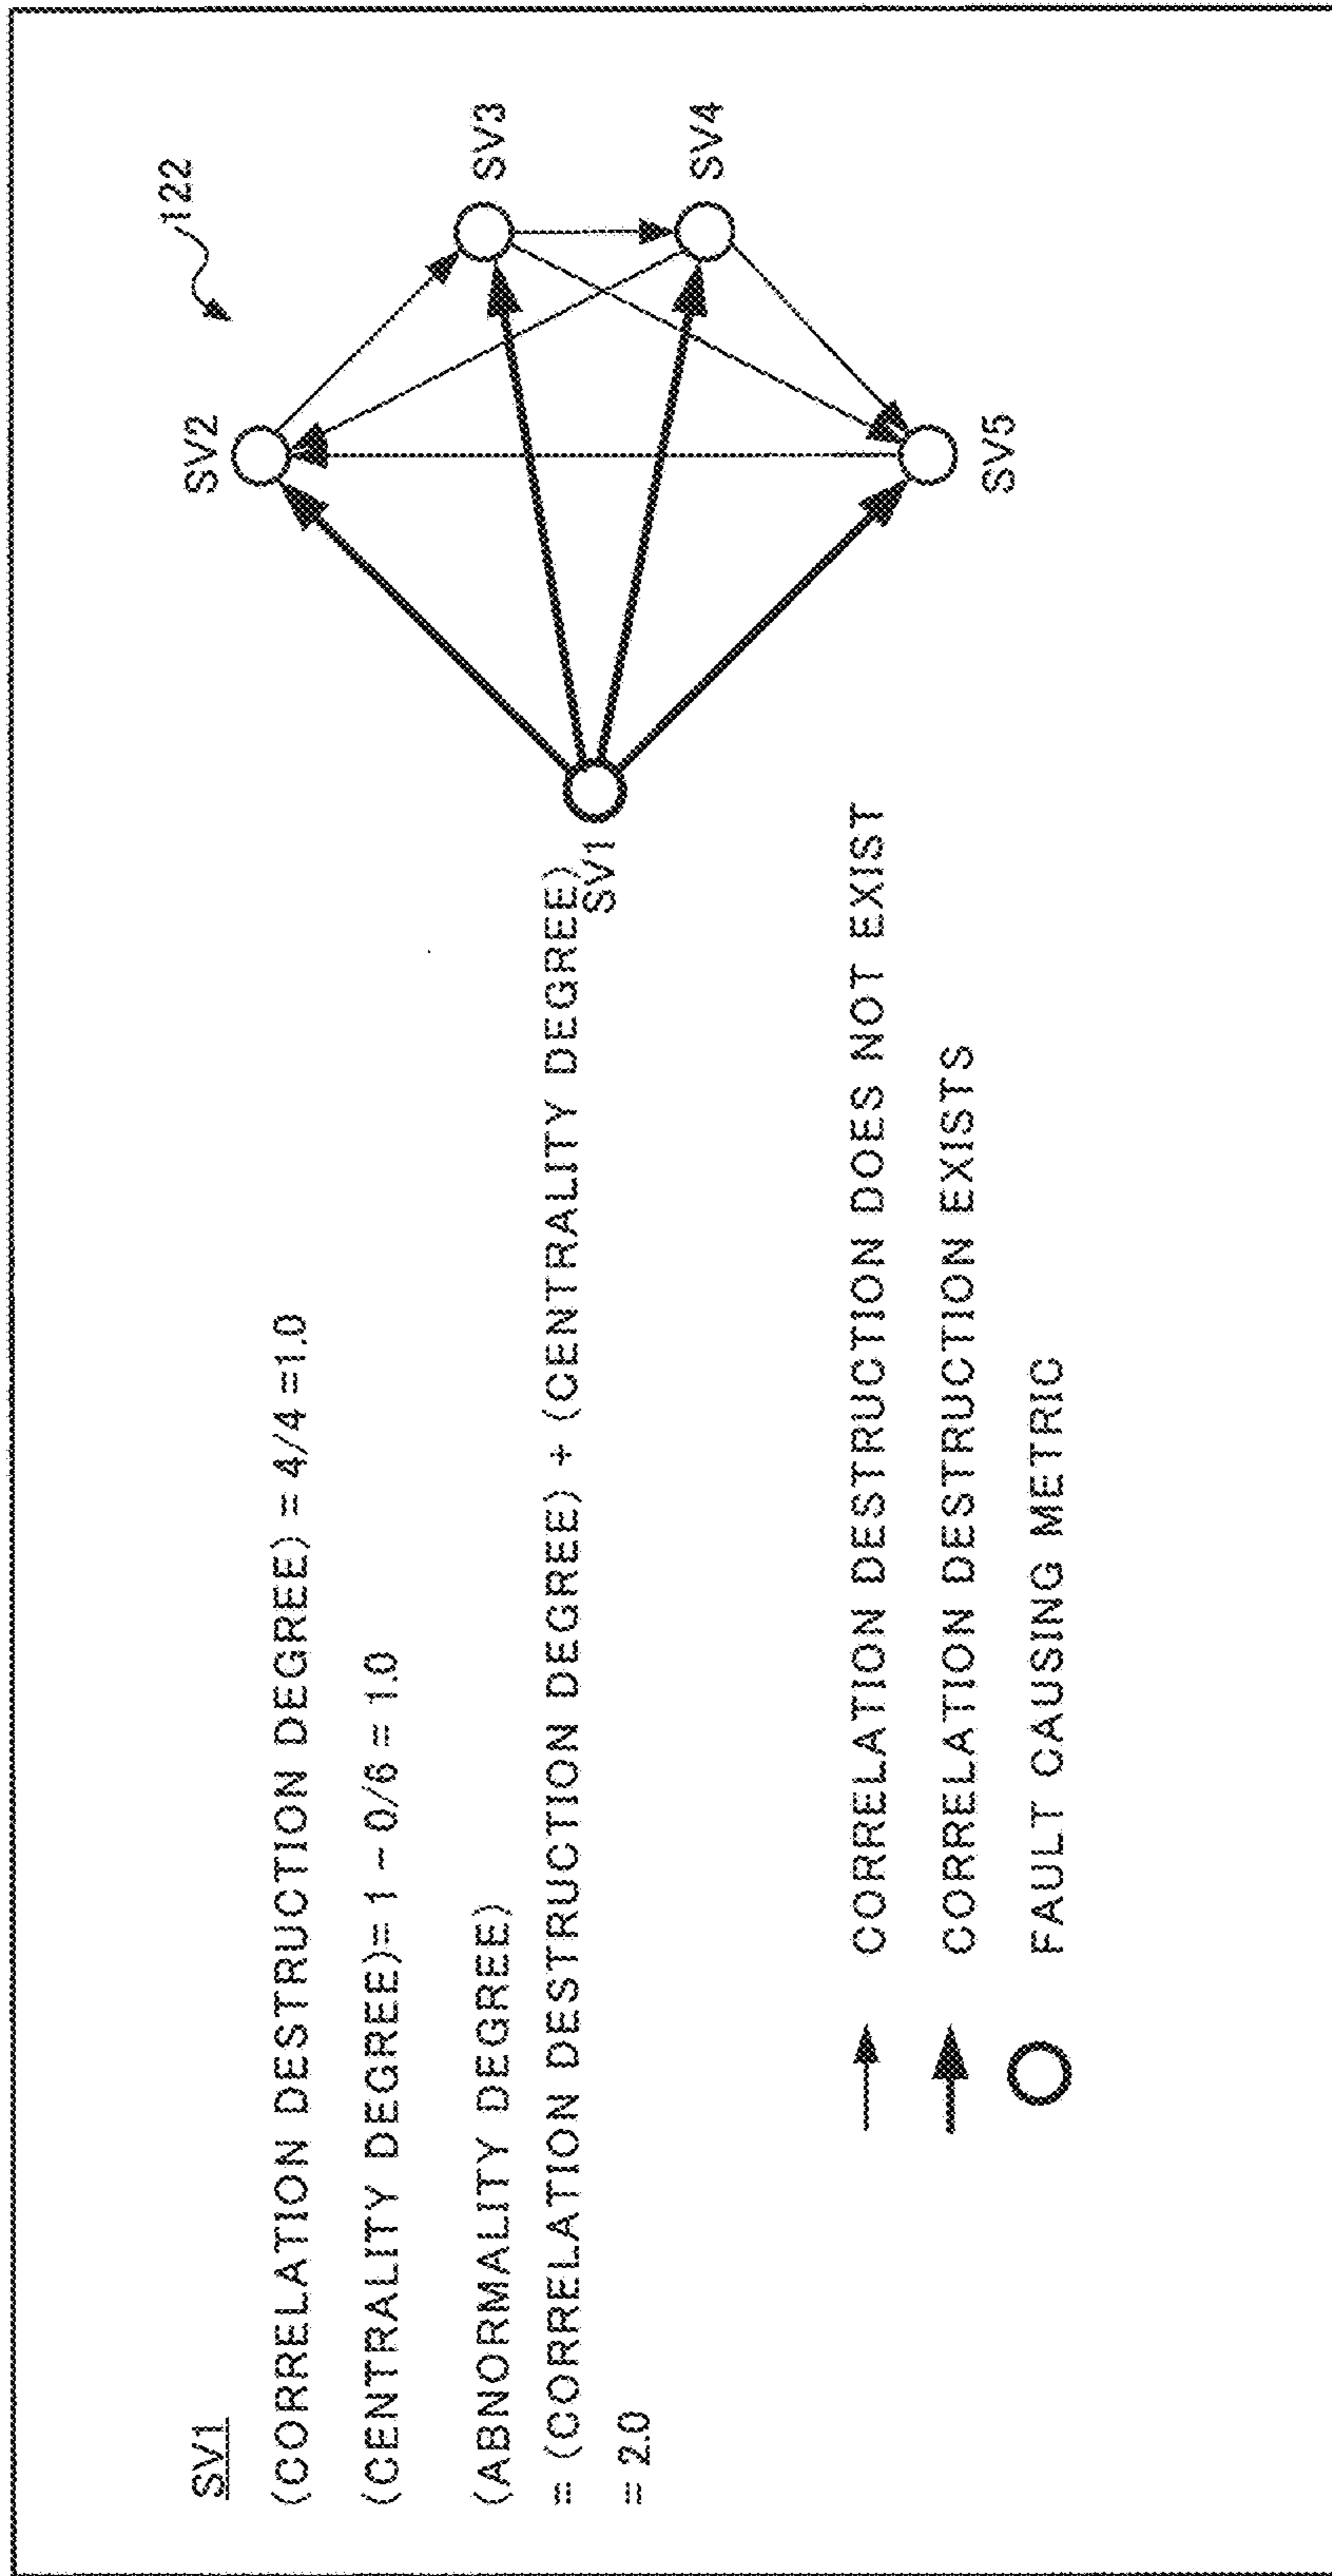 SV1
(CORRELATION DESTRUCTION DEGREE) = 4/4 =1.0
(CENTRALITY DEGREE)= 1 − 0/6 = 1.0
(ABNORMALITY DEGREE)
= (CORRELATION DESTRUCTION DEGREE) + (CENTRALITY DEGREE)
= 2.0
122
SV2
SV3
SV4
SV1
SV5
CORRELATION DESTRUCTION DOES NOT EXIST
CORRELATION DESTRUCTION EXISTS
FAULT CAUSING METRIC